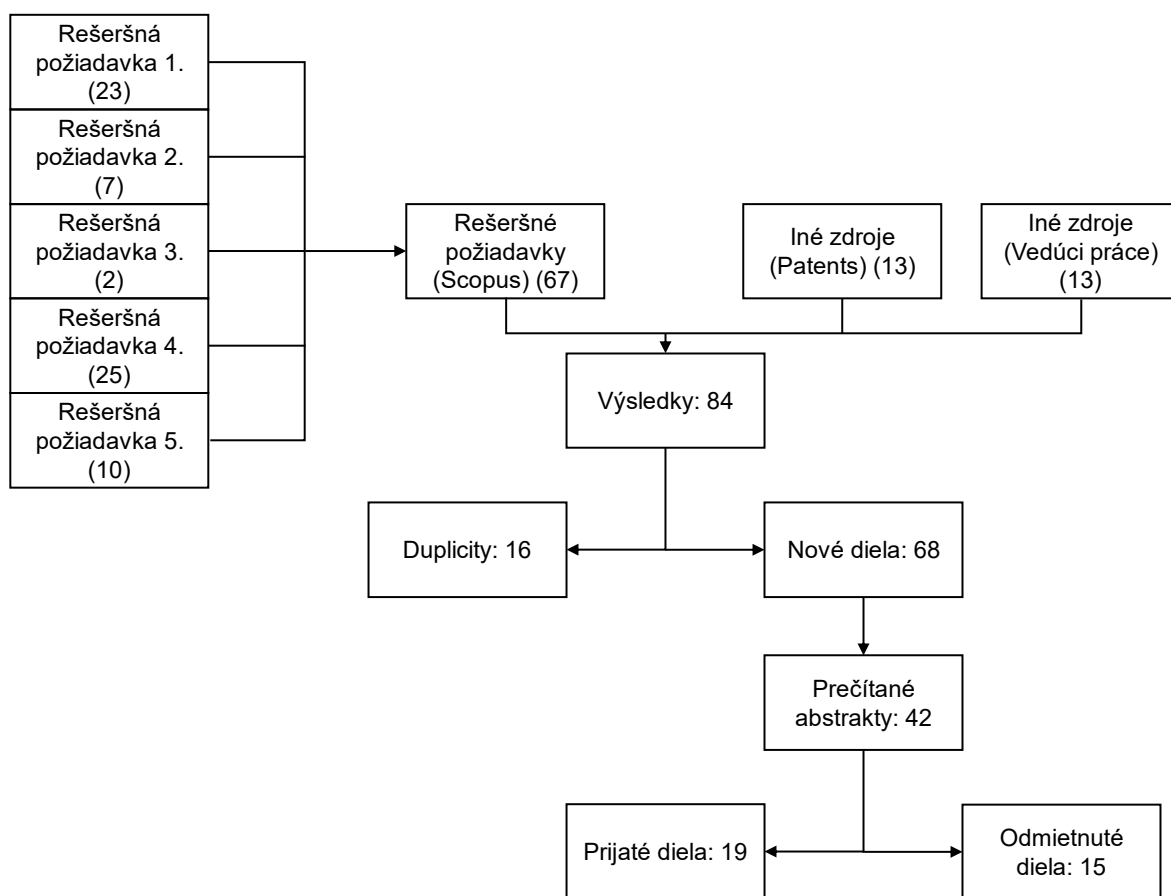 Rešeršná
požiadavka 1.
(23)
Rešeršná
požiadavka 2.
(7)
Rešeršná
požiadavka 3.
(2)
Rešeršná
požiadavka 4.
(25)
Rešeršná
požiadavka 5.
(10)
Rešeršné
požiadavky
(Scopus) (67)
Iné zdroje
(Patents) (13)
Iné zdroje
(Vedúci práce)
(13)
Výsledky: 84
Duplicity: 16
Nové diela: 68
Prečítané
abstrakty: 42
Prijaté diela: 19
Odmietnuté
diela: 15